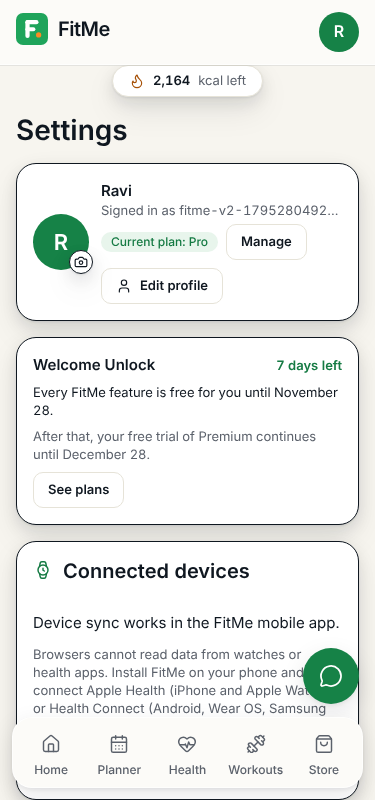 FitMe
R
2,164 kcal left
Settings
Ravi
Signed in as fitme-v2-1795280492...
R
Current plan: Pro
Manage
Edit profile
Welcome Unlock
7 days left
Every FitMe feature is free for you until November
28.
After that, your free trial of Premium continues
until December 28.
See plans
Connected devices
Device sync works in the FitMe mobile app.
Browsers cannot read data from watches or
health apps. Install FitMe on your phone and
connect Apple Health (iPhone and Apple
or Health Connect (Android, Wear OS, Samsung
Home
Planner
Health
Workouts
Store